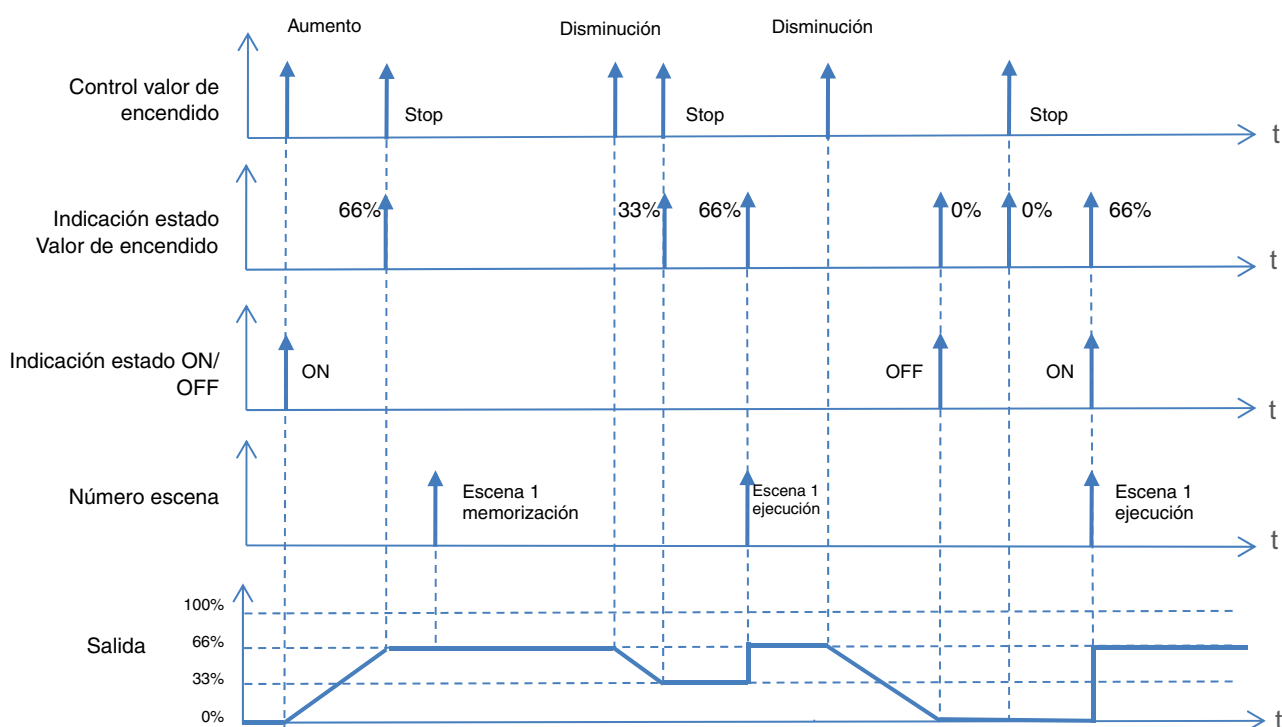 Aumento
Disminución
Disminución
Control valor de
encendido
Stop
Stop
Stop
t
Indicación estado
Valor de encendido
66%
33%
66%
0%
0%
66%
t
Indicación estado ON/
OFF
ON
OFF
ON
t
Número escena
Escena 1
memorización
Escena 1
ejecución
Escena 1
ejecución
t
Salida
100%
66%
33%
0%
t